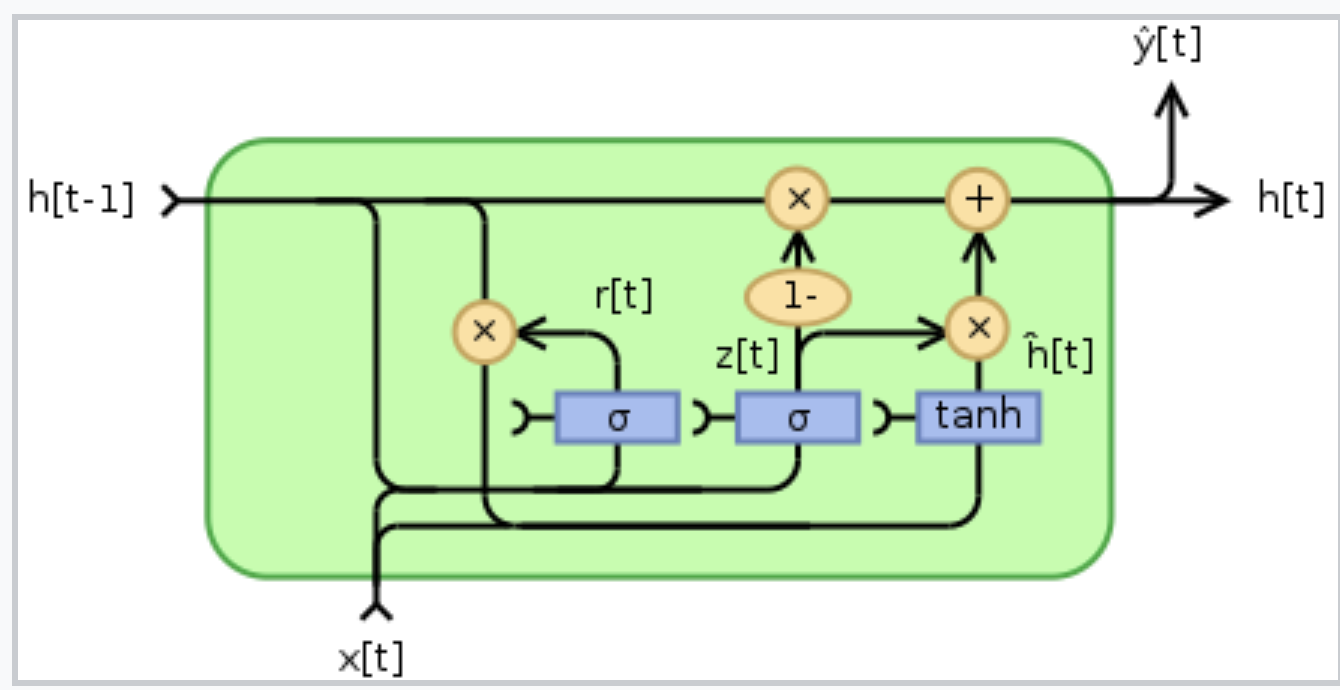 ŷ[t]
h[t-1]
×
+
h[t]
r[t]
1-
×
z[t]
×
ĥ[t]
σ
σ
tanh
x[t]